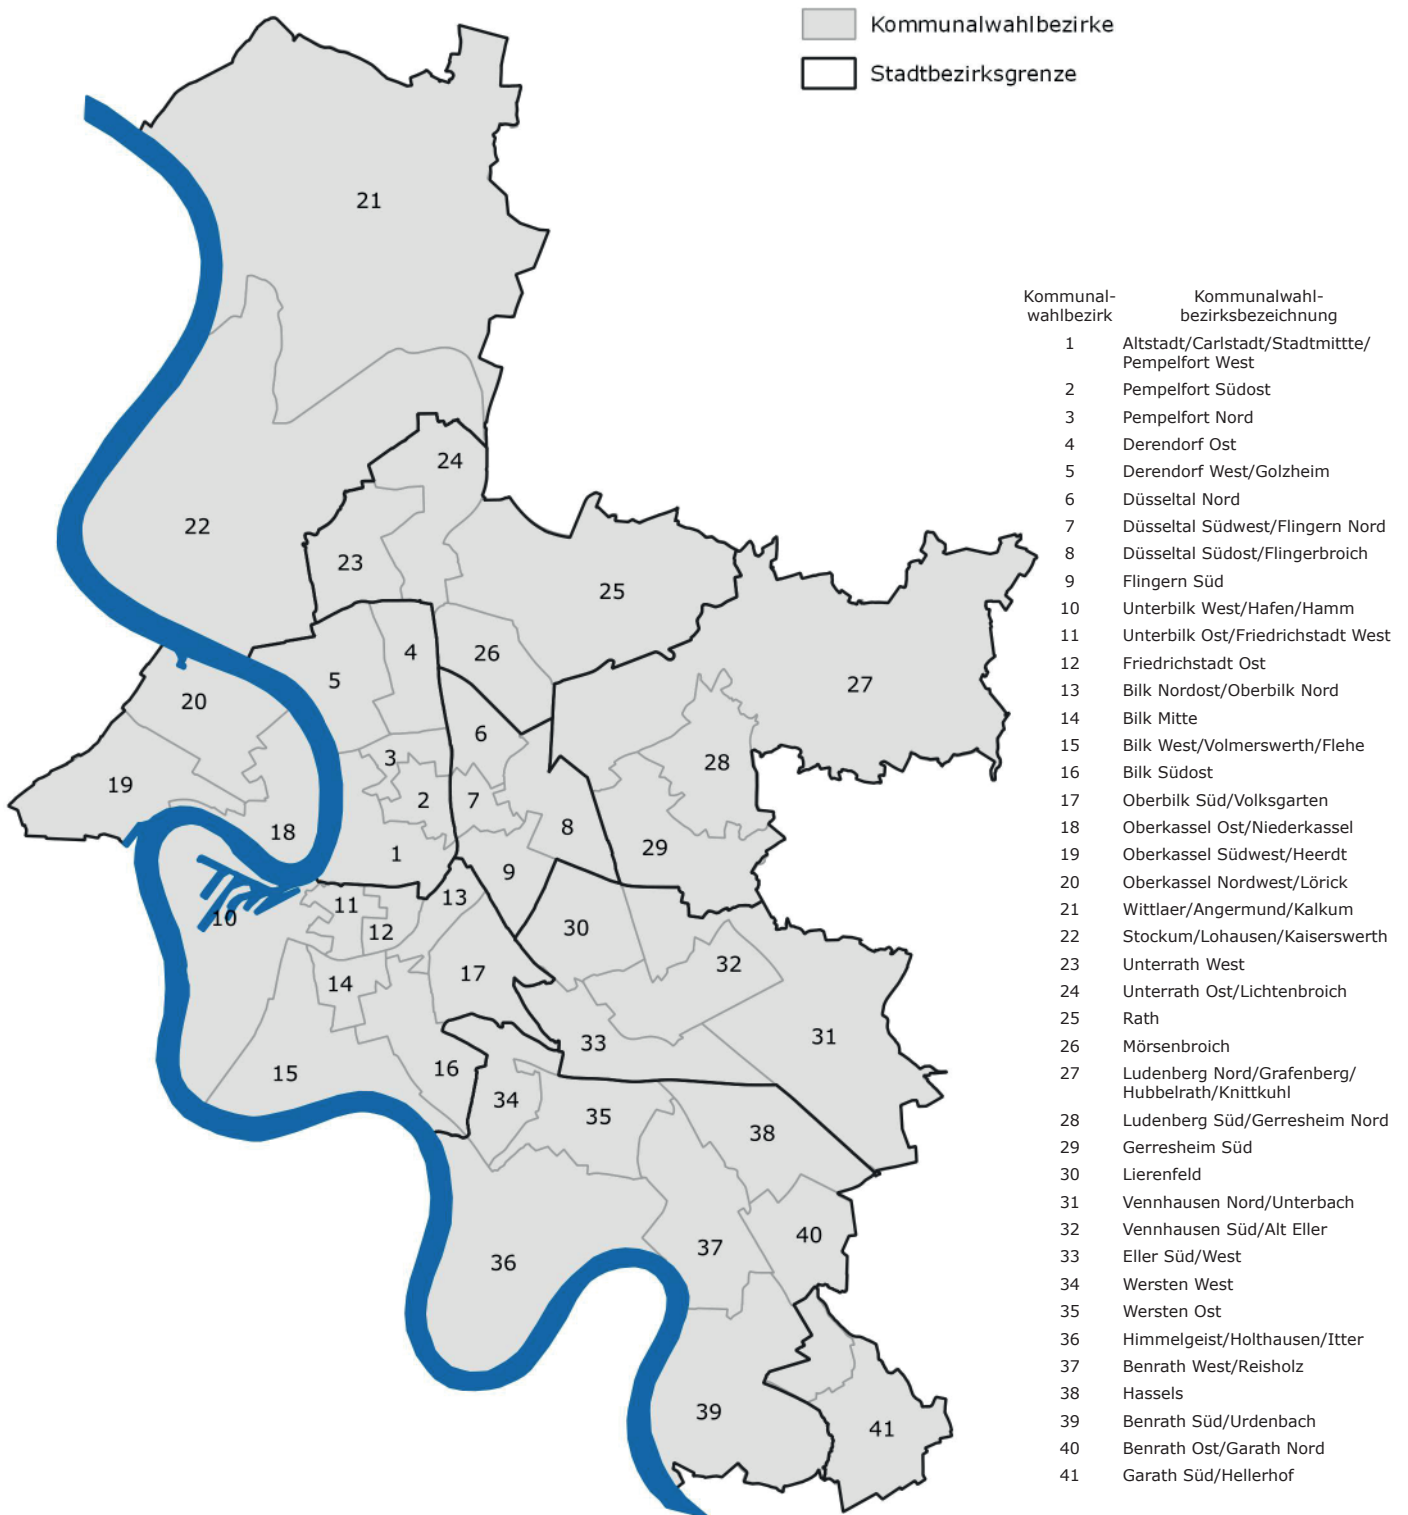 Kommunalwahlbezirke
Stadtbezirksgrenze
21
24
22
23
25
26
4
5
27
20
6
3
28
19
2
7
18
8
1
29
9
13
11
10
12
30
32
17
14
31
33
16
15
34
35
38
40
37
36
39
41
Kommunal-
wahlbezirk
Kommunalwahl-
bezirksbezeichnung
1 Altstadt/Carlstadt/Stadtmittte/
Pempelfort West
2 Pempelfort Südost
3 Pempelfort Nord
4 Derendorf Ost
5 Derendorf West/Golzheim
6 Düsseltal Nord
7 Düsseltal Südwest/Flingern Nord
8 Düsseltal Südost/Flingerbroich
9 Flingern Süd
10 Unterbilk West/Hafen/Hamm
11 Unterbilk Ost/Friedrichstadt West
12 Friedrichstadt Ost
13 Bilk Nordost/Oberbilk Nord
14 Bilk Mitte
15 Bilk West/Volmerswerth/Flehe
16 Bilk Südost
17 Oberbilk Süd/Volksgarten
18 Oberkassel Ost/Niederkassel
19 Oberkassel Südwest/Heerdt
20 Oberkassel Nordwest/Lörick
21 Wittlaer/Angermund/Kalkum
22 Stockum/Lohausen/Kaiserswerth
23 Unterrath West
24 Unterrath Ost/Lichtenbroich
25 Rath
26 Mörsenbroich
27 Ludenberg Nord/Grafenberg/
Hubbelrath/Knittkuhl
28 Ludenberg Süd/Gerresheim Nord
29 Gerresheim Süd
30 Lierenfeld
31 Vennhausen Nord/Unterbach
32 Vennhausen Süd/Alt Eller
33 Eller Süd/West
34 Wersten West
35 Wersten Ost
36 Himmelgeist/Holthausen/Itter
37 Benrath West/Reisholz
38 Hassels
39 Benrath Süd/Urdenbach
40 Benrath Ost/Garath Nord
41 Garath Süd/Hellerhof